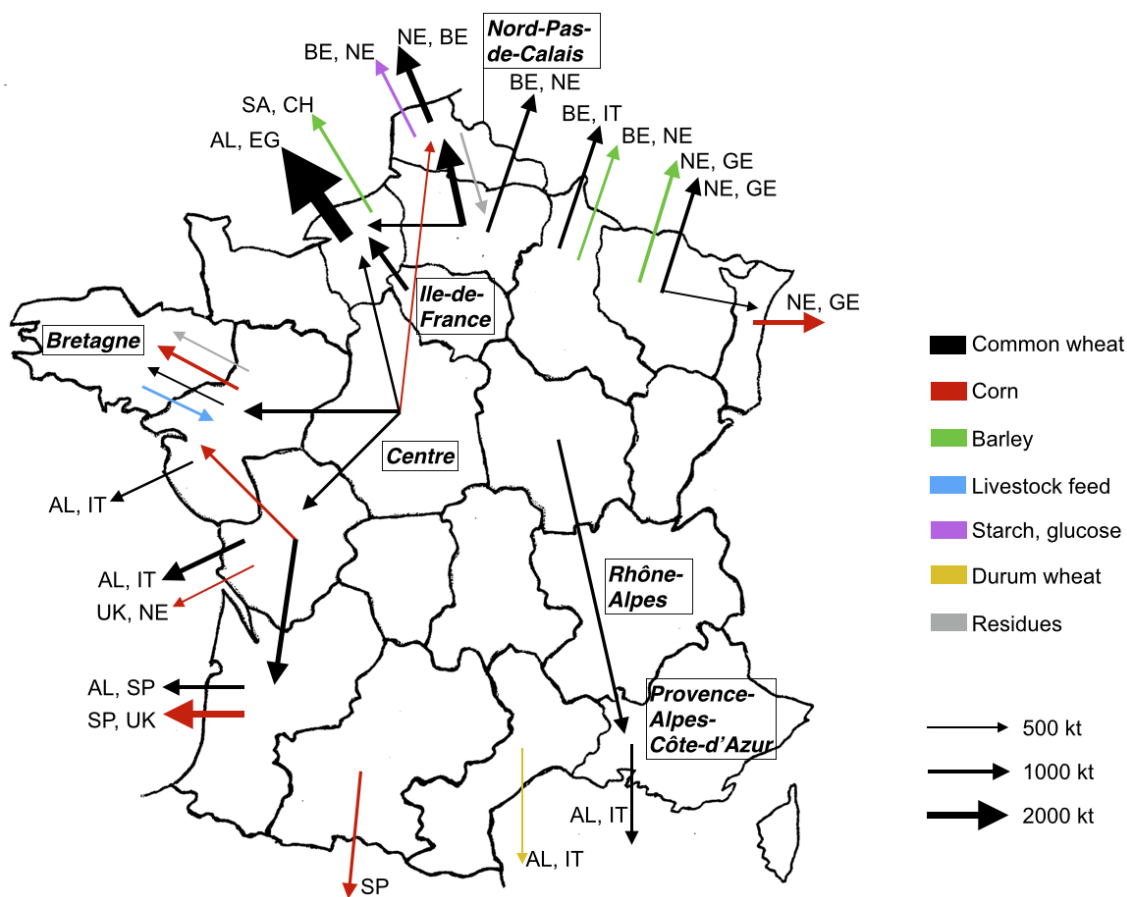 Nord-Pas-
de-Calais
NE, BE
BE, NE
BE, NE
SA, CH
BE, IT
AL, EG
BE, NE
NE, GE
NE, GE
Ile-de-
France
NE, GE
Bretagne
Common wheat
Corn
Barley
Centre
Livestock feed
AL, IT
Starch, glucose
AL, IT
Rhône-
Alpes
Durum wheat
UK, NE
Residues
AL, SP
SP, UK
Provence-
Alpes-
Côte-d'Azur
500 kt
1000 kt
2000 kt
AL, IT
AL, IT
SP